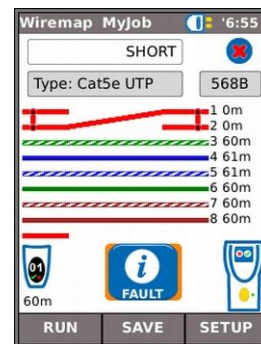 Wiremap MyJob '6:55
SHORT
Type: Cat5e UTP 568B
1 0m
2 0m
3 60m
4 61m
5 61m
6 60m
7 60m
8 60m
01
60m
i
FAULT
RUN SAVE SETUP